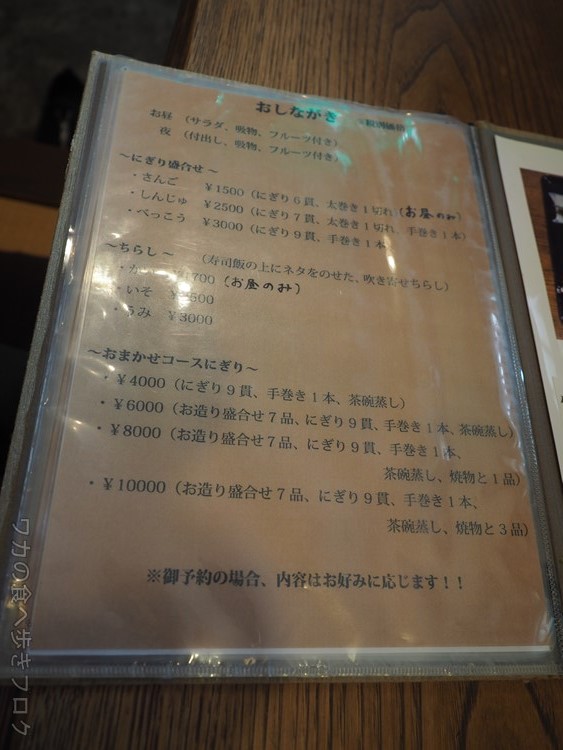 おしながき ※税別価格
お昼 （サラダ、吸物、フルーツ付き）
夜 （付出し、吸物、フルーツ付き）
～にぎり盛合せ～
・さんご ￥1500（にぎり６貫、太巻き１切れ）（お昼のみ）
・しんじゅ ￥2500（にぎり７貫、太巻き１切れ、手巻き１本）
・べっこう ￥3000（にぎり９貫、手巻き１本）
～ちらし～ （寿司飯の上にネタをのせた、吹き寄せちらし）
700（お昼のみ）
・いそ 500
・うみ ￥3000
～おまかせコースにぎり～
・￥4000（にぎり９貫、手巻き１本、茶碗蒸し）
・￥6000（お造り盛合せ７品、にぎり９貫、手巻き１本、茶碗蒸し）
・￥8000（お造り盛合せ７品、にぎり９貫、手巻き１本、
茶碗蒸し、焼物と１品）
・￥10000（お造り盛合せ７品、にぎり９貫、手巻き１本、
茶碗蒸し、焼物と３品）
※御予約の場合、内容はお好みに応じます！！
ワカの食べ歩きブログ